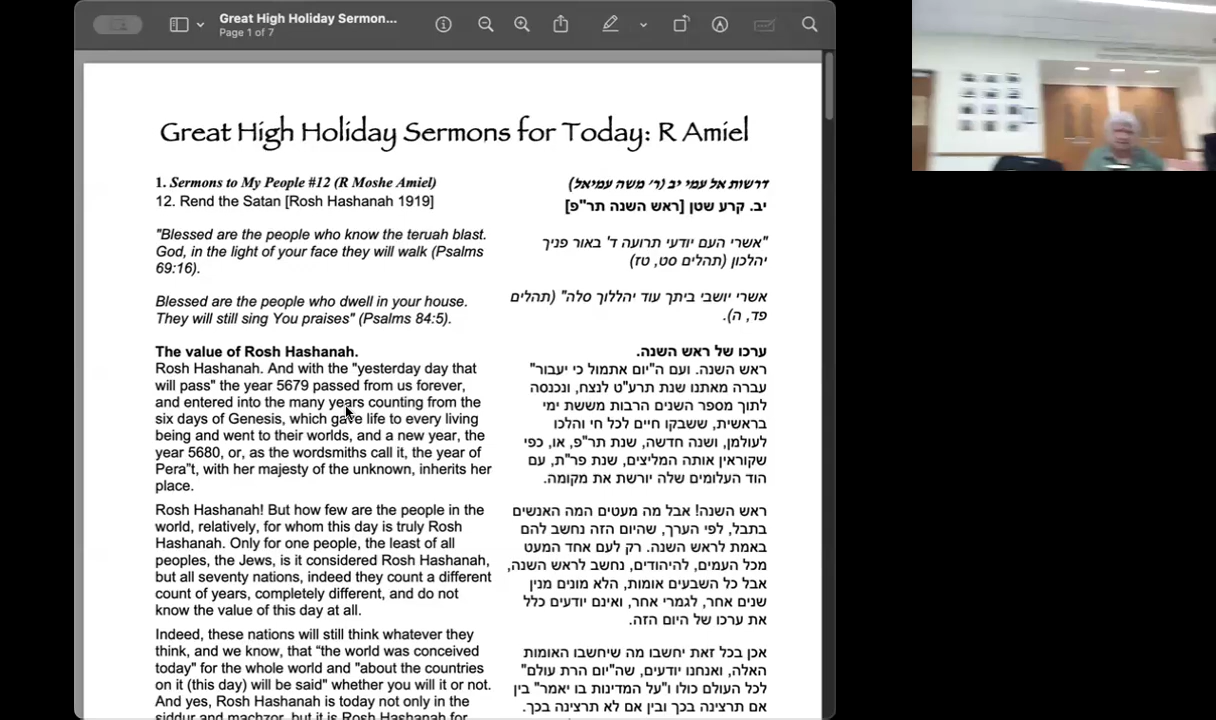 Great High Holiday Sermon...
Page 1 of 7
Great High Holiday Sermons for Today: R Amiel
1. Sermons to My People #12 (R Moshe Amiel)
12. Rend the Satan [Rosh Hashanah 1919]
"Blessed are the people who know the teruah blast.
God, in the light of your face they will walk (Psalms
69:16).
Blessed are the people who dwell in your house.
They will still sing You praises" (Psalms 84:5).
The value of Rosh Hashanah.
Rosh Hashanah. And with the "yesterday day that
will pass" the year 5679 passed from us forever,
and entered into the many years counting from the
six days of Genesis, which gave life to every living
being and went to their worlds, and a new year, the
year 5680, or, as the wordsmiths call it, the year of
Pera"t, with her majesty of the unknown, inherits her
place.
Rosh Hashanah! But how few are the people in the
world, relatively, for whom this day is truly Rosh
Hashanah. Only for one people, the least of all
peoples, the Jews, is it considered Rosh Hashanah,
but all seventy nations, indeed they count a different
count of years, completely different, and do not
know the value of this day at all.
Indeed, these nations will still think whatever they
think, and we know, that “the world was conceived
today" for the whole world and "about the countries
on it (this day) will be said" whether you will it or not.
And yes, Rosh Hashanah is today not only in the
siddur and machzor, but it is Rosh Hashanah for
דרשות אל עמי יב (ר׳ משה עמיאל)
יב. קרע שטן [ראש השנה תר"פ]
"אשרי העם יודעי תרועה ד' באור פניך
יהלכון (תהלים סט, טז)
אשרי יושבי ביתך עוד יהללוך סלה" (תהלים
פד, ה).
ערכו של ראש השנה.
ראש השנה. ועם ה"יום אתמול כי יעבור"
עברה מאתנו שנת תרע"ט לנצח, ונכנסה
לתוך מספר השנים הרבות מששת ימי
בראשית, ששבקו חיים לכל חי והלכו
לעולמן, ושנה חדשה, שנת תר"פ, או, כפי
שקוראין אותה המליצים, שנת פר"ת, עם
הוד העלומים שלה יורשת את מקומה.
ראש השנה! אבל מה מעטים המה האנשים
בתבל, לפי הערך, שהיום הזה נחשב להם
באמת לראש השנה. רק לעם אחד המעט
מכל העמים, להיהודים, נחשב לראש השנה,
אבל כל השבעים אומות, הלא מונים מנין
שנים אחר, לגמרי אחר, ואינם יודעים כלל
את ערכו של היום הזה.
אכן בכל זאת יחשבו מה שיחשבו האומות
האלה, ואנחנו יודעים, שה"יום הרת עולם"
לכל העולם כולו ו"על המדינות בו יאמר" בין
אם תרצינה בכך ובין אם לא תרצינה בכך.